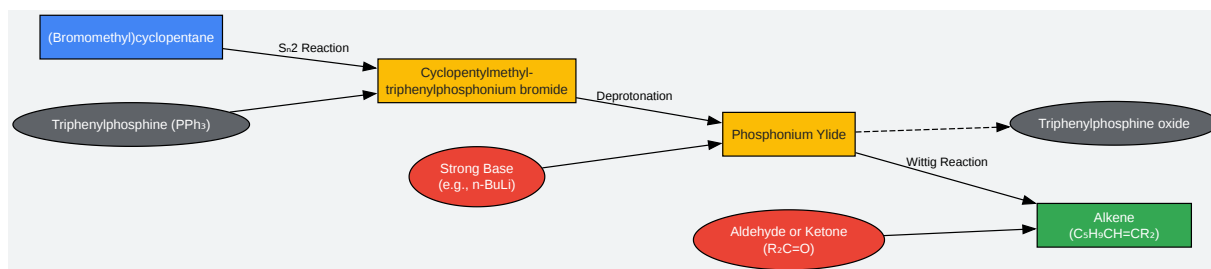 (Bromomethyl)cyclopentane
Sₙ2 Reaction
Cyclopentylmethyl-
triphenylphosphonium bromide
Triphenylphosphine (PPh₃)
Deprotonation
Phosphonium Ylide
Triphenylphosphine oxide
Strong Base
(e.g., n-BuLi)
Wittig Reaction
Aldehyde or Ketone
(R₂C=O)
Alkene
(C₅H₉CH=CR₂)